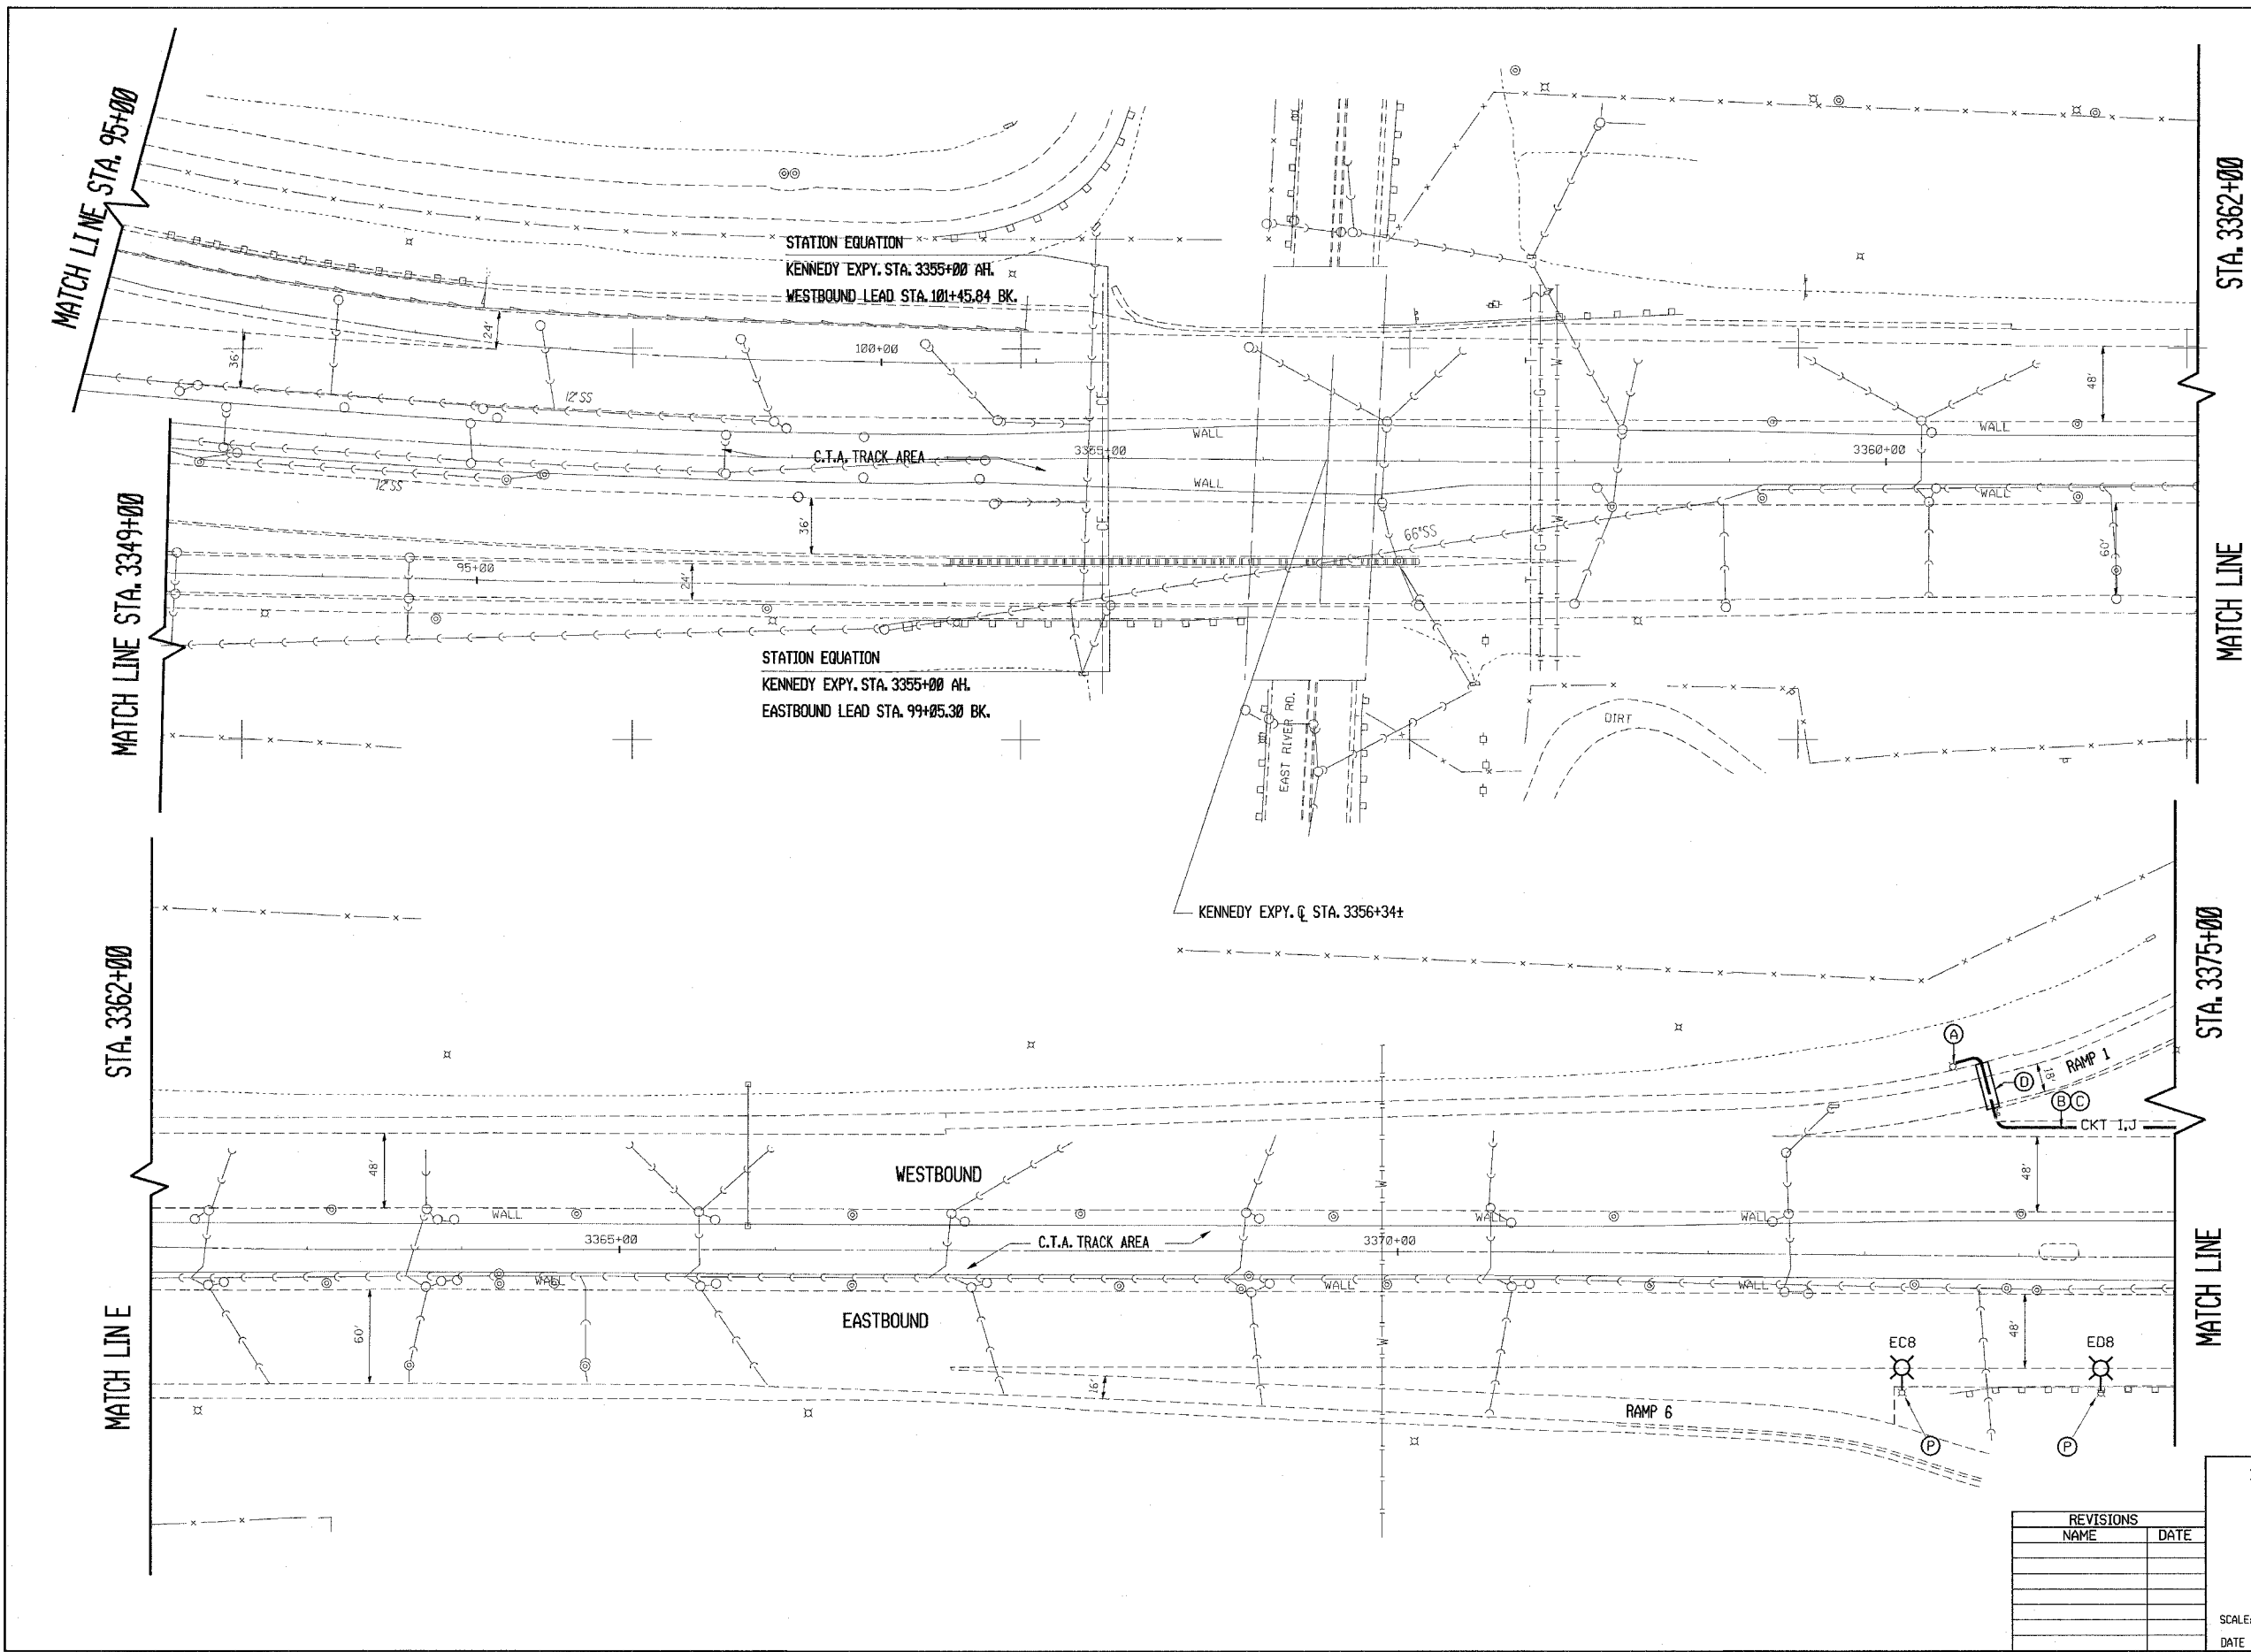 MATCH LINE STA. 95+00
STA. 3362+00
STATION EQUATION
KENNEDY EXPY. STA. 3355+00 AH.
WESTBOUND LEAD STA. 101+45.84 BK.
24'
36'
100+00
48'
12"SS
WALL
WALL
C.T.A. TRACK AREA
3355+00
3360+00
CE
T
G
T
W
W
12"SS
WALL
WALL
36'
CE
66"SS
60'
95+00
24'
T
G
T
W
MATCH LINE STA. 3349+00
MATCH LINE
STATION EQUATION
KENNEDY EXPY. STA. 3355+00 AH.
EASTBOUND LEAD STA. 99+05.30 BK.
EAST RIVER RD.
DIRT
KENNEDY EXPY. ℄ STA. 3356+34±
STA. 3362+00
STA. 3375+00
A
RAMP 1
D
18'
B C
CKT I,J
48'
WESTBOUND
48'
W
WALL
WALL
WALL
3365+00
C.T.A. TRACK AREA
3370+00
WALL
WALL
WALL
MATCH LIN E
MATCH LINE
60'
EASTBOUND
W
48'
EC8
ED8
16'
RAMP 6
P
P
REVISIONS
NAME DATE
SCALE:
DATE